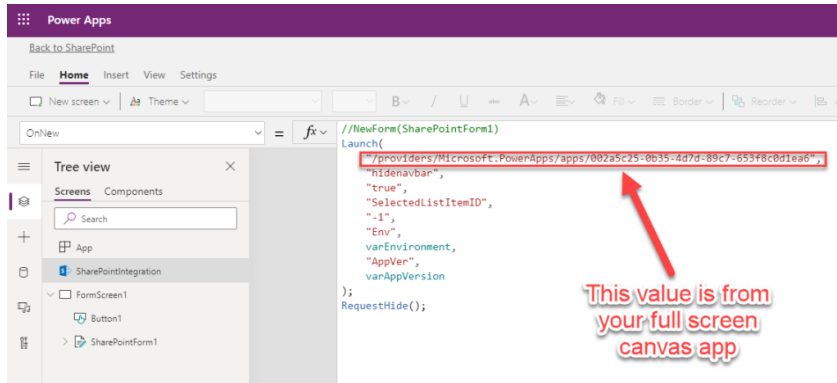 Power Apps
Back to SharePoint
File Home Insert View Settings
New screen Theme B / U abc A Fill Border Reorder
OnNew = fx
//NewForm(SharePointForm1)
Launch(
"/providers/Microsoft.PowerApps/apps/002a5c25-0b35-4d7d-89c7-653f8c0d1ea6",
"hidenavbar",
"true",
"SelectedListItemID",
"-1",
"Env",
varEnvironment,
"AppVer",
varAppVersion
);
RequestHide();
Tree view
Screens Components
Search
App
SharePointIntegration
FormScreen1
Button1
SharePointForm1
This value is from
your full screen
canvas app